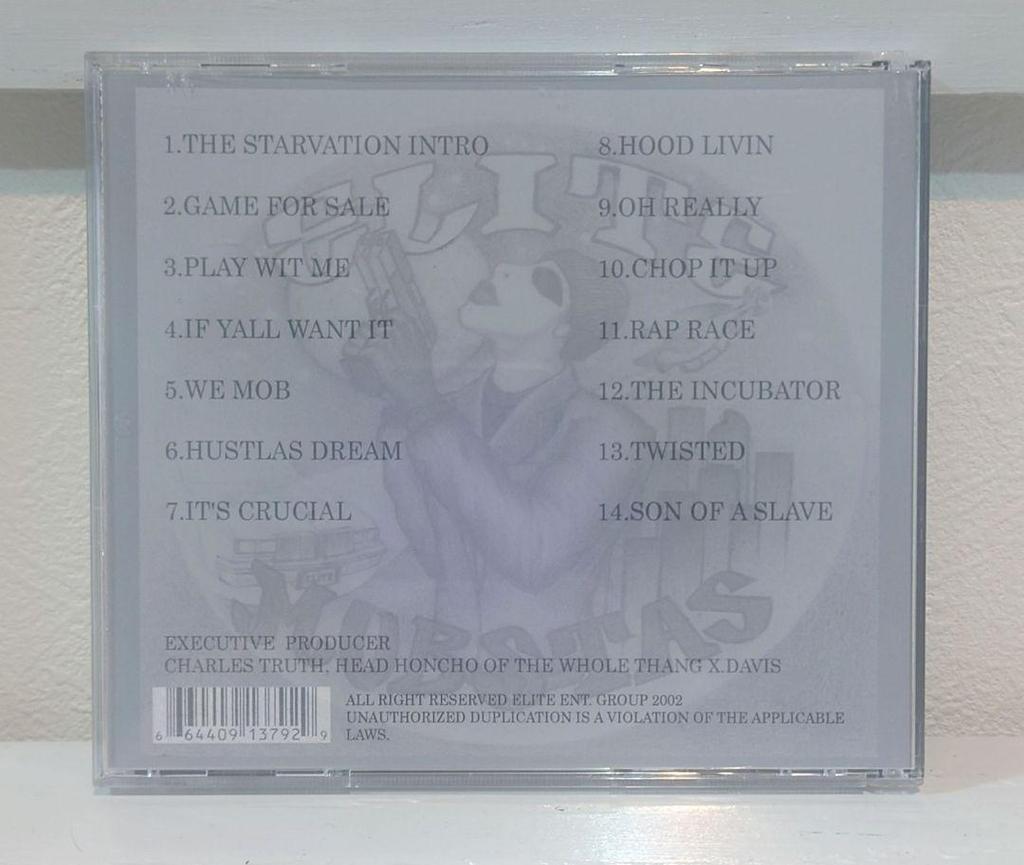 1.THE STARVATION INTRO
2.GAME FOR SALE
3.PLAY WIT ME
4.IF YALL WANT IT
5.WE MOB
6.HUSTLAS DREAM
7.IT'S CRUCIAL
8.HOOD LIVIN
9.OH REALLY
10.CHOP IT UP
11.RAP RACE
12.THE INCUBATOR
13.TWISTED
14.SON OF A SLAVE
ELITE
ELITE
MOBSTAS
EXECUTIVE PRODUCER
CHARLES TRUTH, HEAD HONCHO OF THE WHOLE THANG X.DAVIS
ALL RIGHT RESERVED ELITE ENT. GROUP 2002
UNAUTHORIZED DUPLICATION IS A VIOLATION OF THE APPLICABLE
LAWS.
6 64409 13792 9